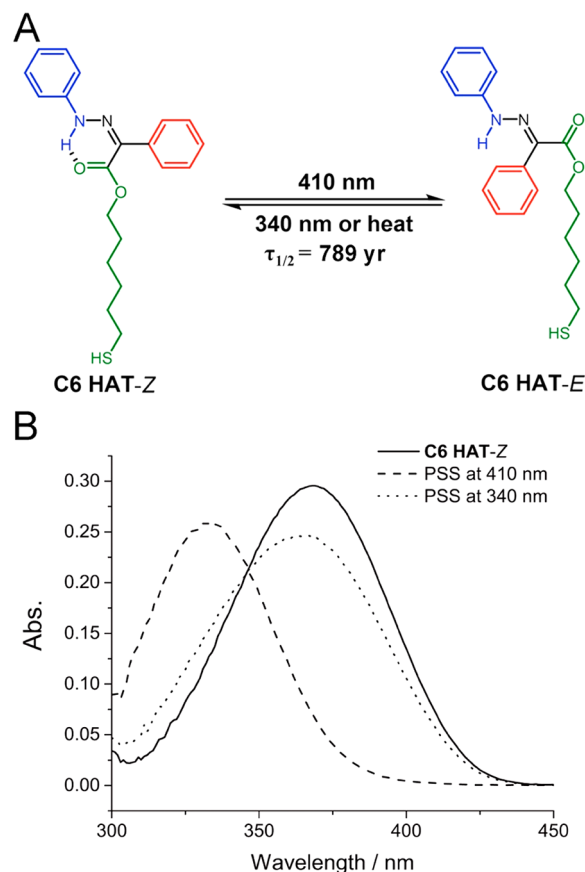 A
N
N
H
O
O
HS
C6 HAT-Z
410 nm
340 nm or heat
τ1/2 = 789 yr
N
N
H
O
O
HS
C6 HAT-E
B
C6 HAT-Z
PSS at 410 nm
PSS at 340 nm
Abs.
0.30
0.25
0.20
0.15
0.10
0.05
0.00
300
350
400
450
Wavelength / nm